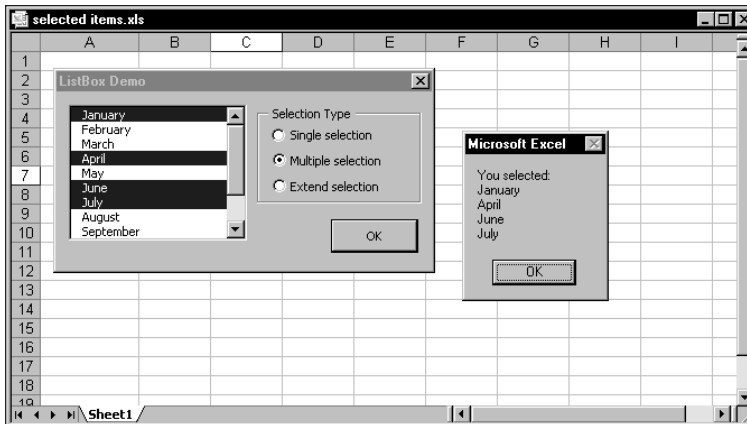 selected items.xls
A B C D E F G H I
1
2
3
4
5
6
7
8
9
10
11
12
13
14
15
16
17
18
19
ListBox Demo
January
February
March
April
May
June
July
August
September
Selection Type
Single selection
Multiple selection
Extend selection
OK
Microsoft Excel
You selected:
January
April
June
July
OK
Sheet1